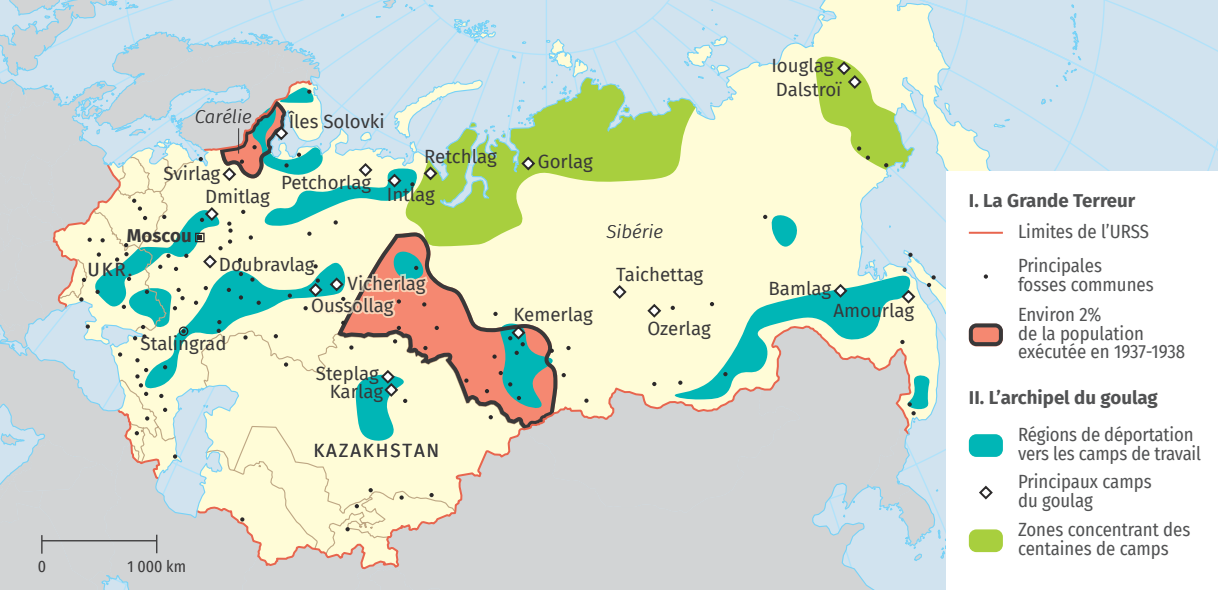 Iouglag
Dalstroï
Carélie
Îles Solovki
Retchlag
Gorlag
Svirlag
Petchorlag
Intlag
Dmitlag
Moscou
Sibérie
UKR.
Doubravlag
Taichettag
Vicherlag
Oussollag
Bamlag
Amourlag
Kemerlag
Ozerlag
Stalingrad
Steplag
Karlag
KAZAKHSTAN
0
1 000 km
I. La Grande Terreur
Limites de l'URSS
Principales
fosses communes
Environ 2%
de la population
exécutée en 1937-1938
II. L'archipel du goulag
Régions de déportation
vers les camps de travail
Principaux camps
du goulag
Zones concentrant des
centaines de camps